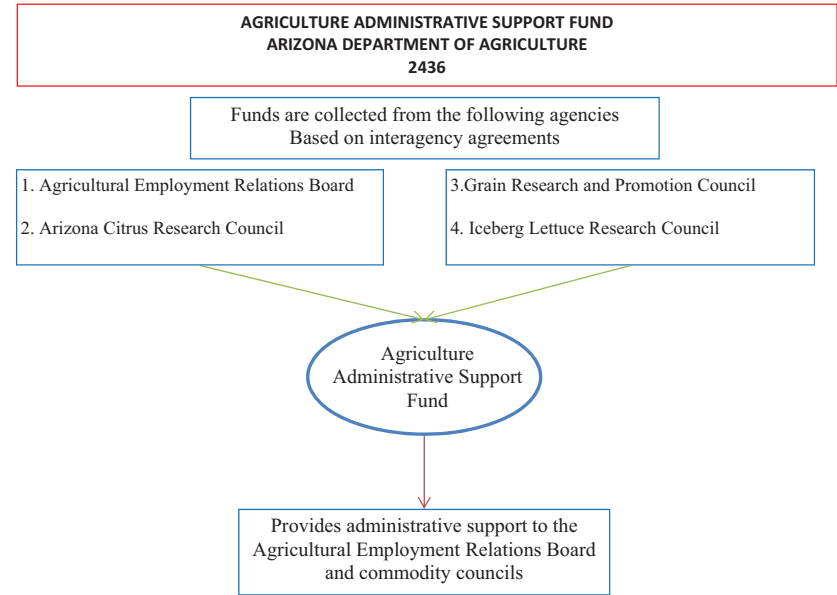 AGRICULTURE ADMINISTRATIVE SUPPORT FUND
ARIZONA DEPARTMENT OF AGRICULTURE
2436
Funds are collected from the following agencies
Based on interagency agreements
1. Agricultural Employment Relations Board
2. Arizona Citrus Research Council
3.Grain Research and Promotion Council
4. Iceberg Lettuce Research Council
Agriculture
Administrative Support
Fund
Provides administrative support to the
Agricultural Employment Relations Board
and commodity councils